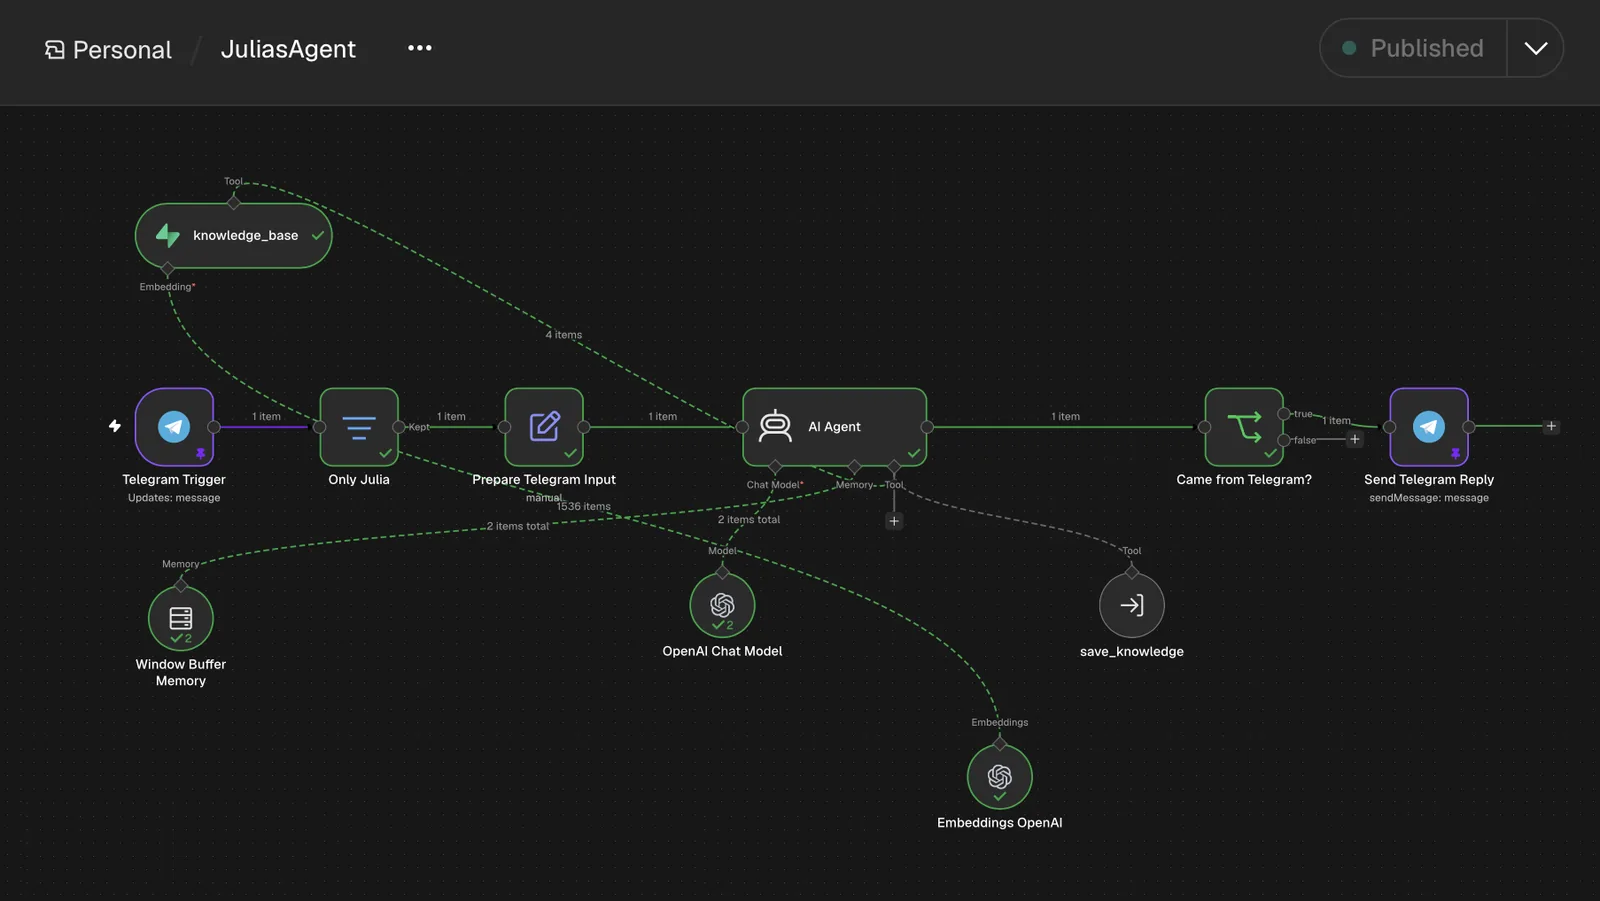 Personal / JuliasAgent ...
Published
Tool
knowledge_base
Embedding*
4 items
1 item
Kept
1 item
1 item
AI Agent
1 item
true
1 item
false
Telegram Trigger
Updates: message
Only Julia
Prepare Telegram Input
manual
Chat Model*
Memory
Tool
Came from Telegram?
Send Telegram Reply
sendMessage: message
1536 items
2 items total
2 items total
Memory
Model
Tool
2
2
Window Buffer
Memory
OpenAI Chat Model
save_knowledge
Embeddings
Embeddings OpenAI